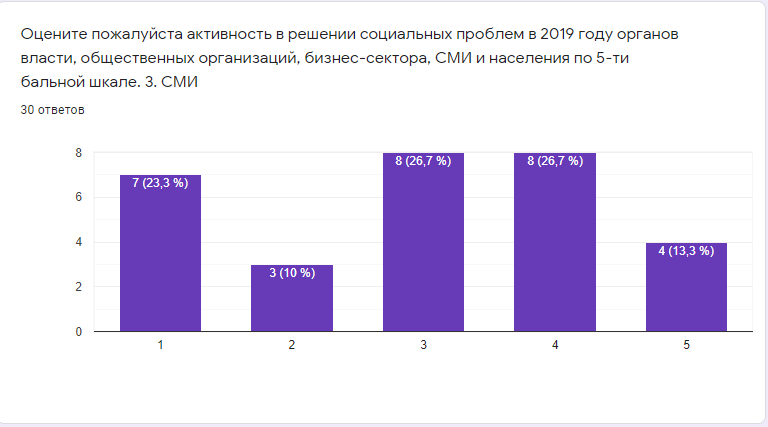 Оцените пожалуйста активность в решении социальных проблем в 2019 году органов
власти, общественных организаций, бизнес-сектора, СМИ и населения по 5-ти
бальной шкале. 3. СМИ
30 ответов
8
6
4
2
0
7 (23,3 %)
3 (10 %)
8 (26,7 %)
8 (26,7 %)
4 (13,3 %)
1
2
3
4
5